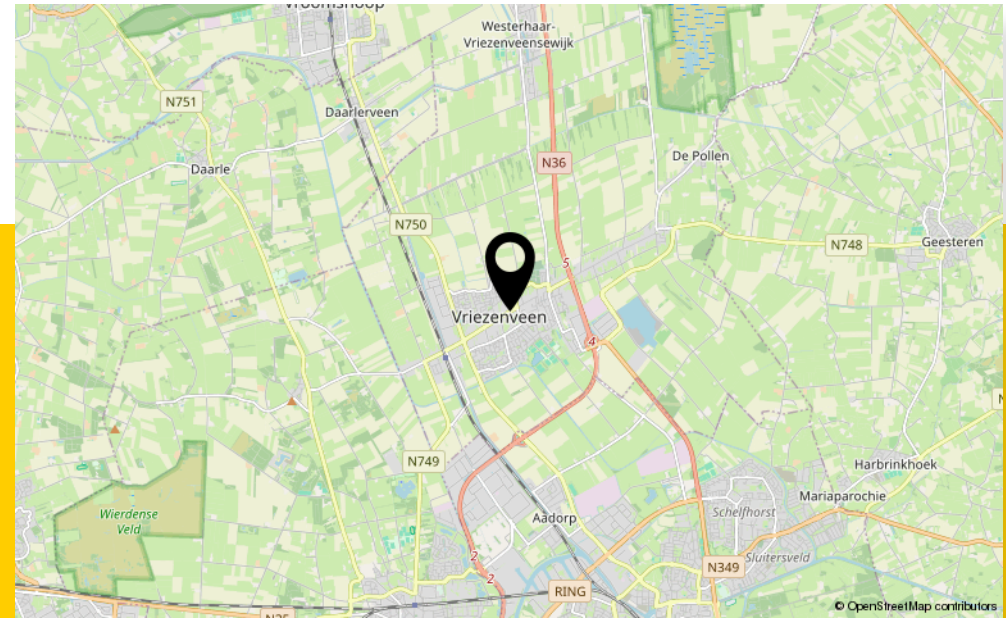 Vroomshoop
Westerhaar-
Vriezenveensewijk
N751
Daarlerveen
N36
De Pollen
Daarle
N750
N748
Geesteren
5
Vriezenveen
4
N749
Harbrinkhoek
Mariaparochie
Wierdense
Veld
Schelfhorst
Aadorp
Sluitersveld
2
2
N349
RING
© OpenStreetMap contributors